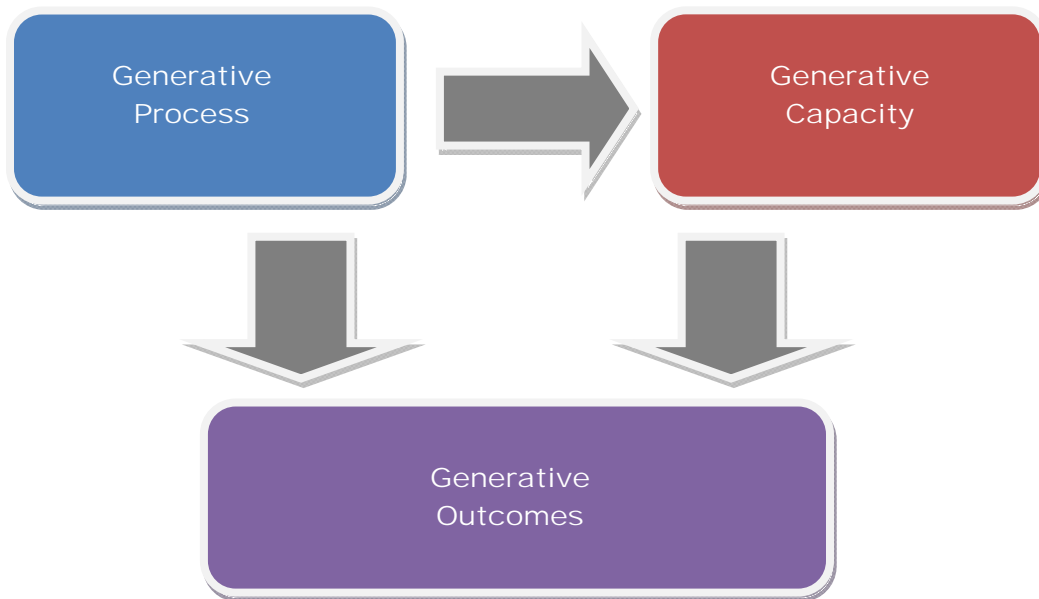 Generative
Process
Generative
Capacity
Generative
Outcomes